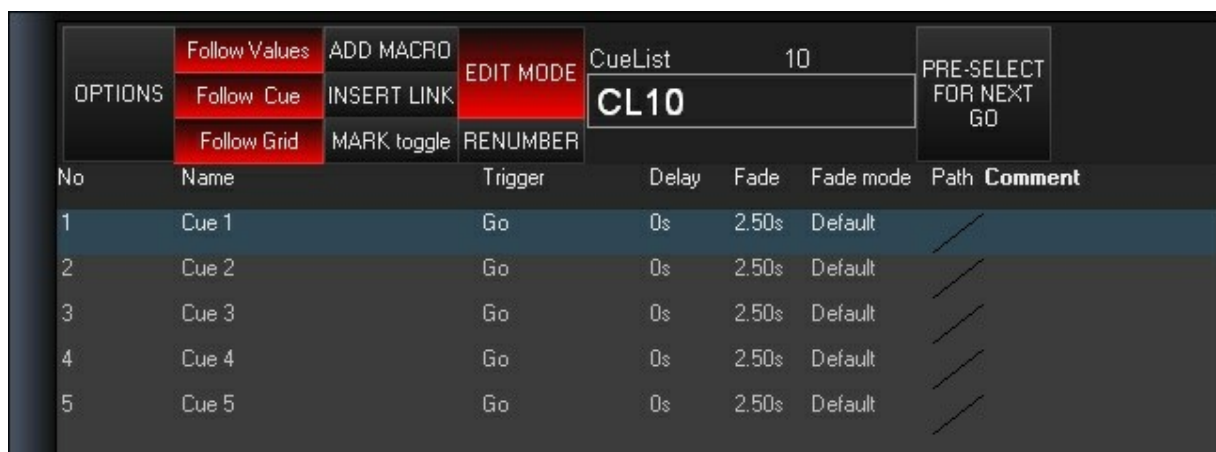 OPTIONS
Follow Values
Follow Cue
Follow Grid
ADD MACRO
INSERT LINK
MARK toggle
EDIT MODE
RENUMBER
CueList 10
CL10
PRE-SELECT
FOR NEXT
GO
No Name Trigger Delay Fade Fade mode Path Comment
1 Cue 1 Go 0s 2.50s Default
2 Cue 2 Go 0s 2.50s Default
3 Cue 3 Go 0s 2.50s Default
4 Cue 4 Go 0s 2.50s Default
5 Cue 5 Go 0s 2.50s Default